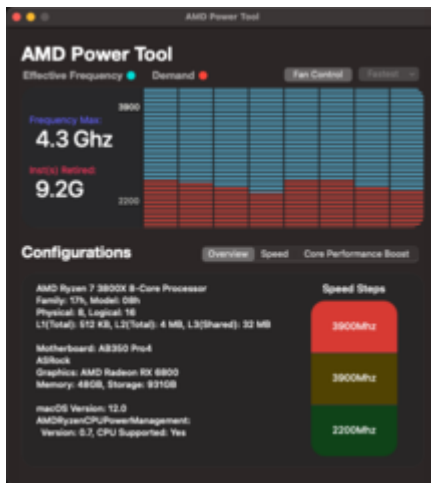 AMD Power Tool
AMD Power Tool
Effective Frequency Demand Fan Control Fastest
Frequency Max:
4.3 Ghz
Inst(s) Retired:
9.2G
3900
2200
Configurations
Overview Speed Core Performance Boost
AMD Ryzen 7 3800X 8-Core Processor
Family: 17h, Model: 08h
Physical: 8, Logical: 16
L1(Total): 512 KB, L2(Total): 4 MB, L3(Shared): 32 MB
Motherboard: AB350 Pro4
ASRock
Graphics: AMD Radeon RX 6800
Memory: 48GB, Storage: 931GB
macOS Version: 12.0
AMDRyzenCPUPowerManagement:
Version: 0.7, CPU Supported: Yes
Speed Steps
3900Mhz
3900Mhz
2200Mhz